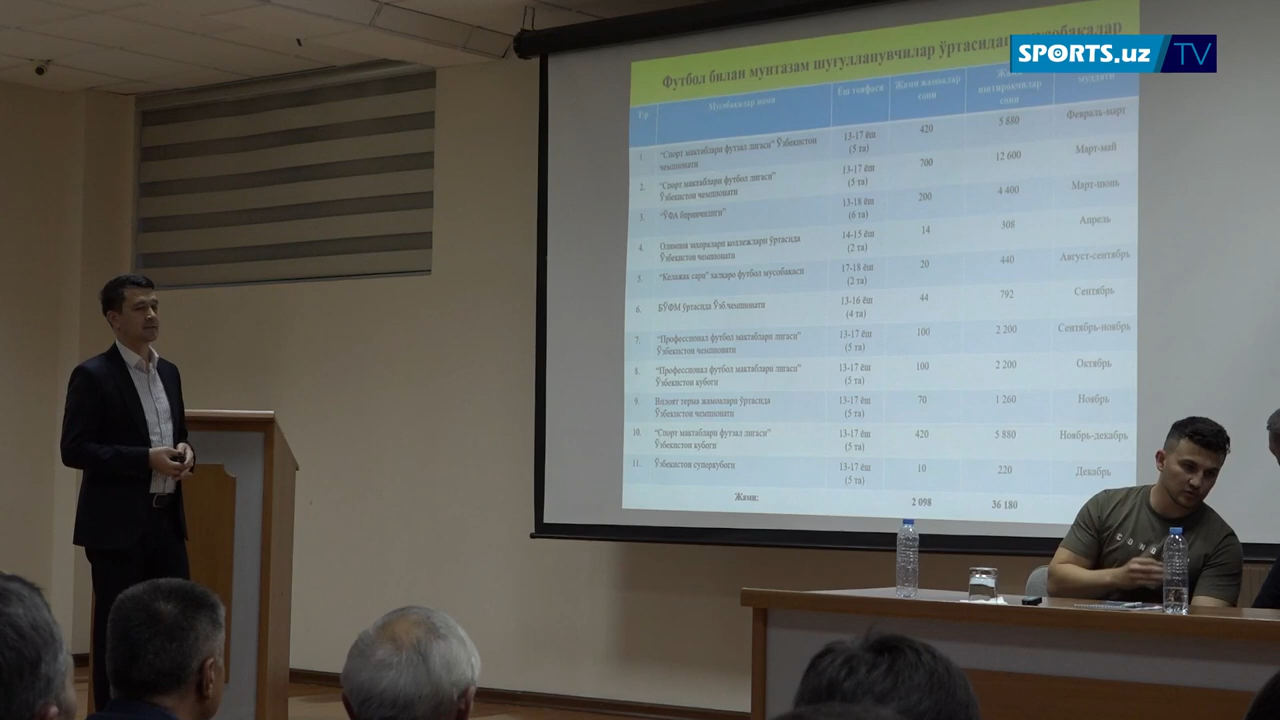 SPORTS.uz TV
Футбол билан мунтазам шуғулланувчилар ўртасидаги мусобақалар
Т/р Мусобақалар номи Ёш тоифаси Жами жамоалар сони Жами иштирокчилар сони муддати
1. "Спорт мактаблари футзал лигаси" Ўзбекистон чемпионати 13-17 ёш (5 та) 420 5 880 Февраль-март
2. "Спорт мактаблари футбол лигаси" Ўзбекистон чемпионати 13-17 ёш (5 та) 700 12 600 Март-май
3. "ЎФА биринчилиги" 13-18 ёш (6 та) 200 4 400 Март-июнь
4. Олимпия захиралари коллежлари ўртасида Ўзбекистон чемпионати 14-15 ёш (2 та) 14 308 Апрель
5. "Келажак сари" халқаро футбол мусобақаси 17-18 ёш (2 та) 20 440 Август-сентябрь
6. БЎФМ ўртасида Ўзб.чемпионати 13-16 ёш (4 та) 44 792 Сентябрь
7. "Профессионал футбол мактаблари лигаси" Ўзбекистон чемпионати 13-17 ёш (5 та) 100 2 200 Сентябрь-ноябрь
8. "Профессионал футбол мактаблари лигаси" Ўзбекистон кубоги 13-17 ёш (5 та) 100 2 200 Октябрь
9. Вилоят терма жамоалари ўртасида Ўзбекистон чемпионати 13-17 ёш (5 та) 70 1 260 Ноябрь
10. "Спорт мактаблари футзал лигаси" Ўзбекистон кубоги 13-17 ёш (5 та) 420 5 880 Ноябрь-декабрь
11. Ўзбекистон суперкубоги 13-17 ёш (5 та) 10 220 Декабрь
Жами: 2 098 36 180